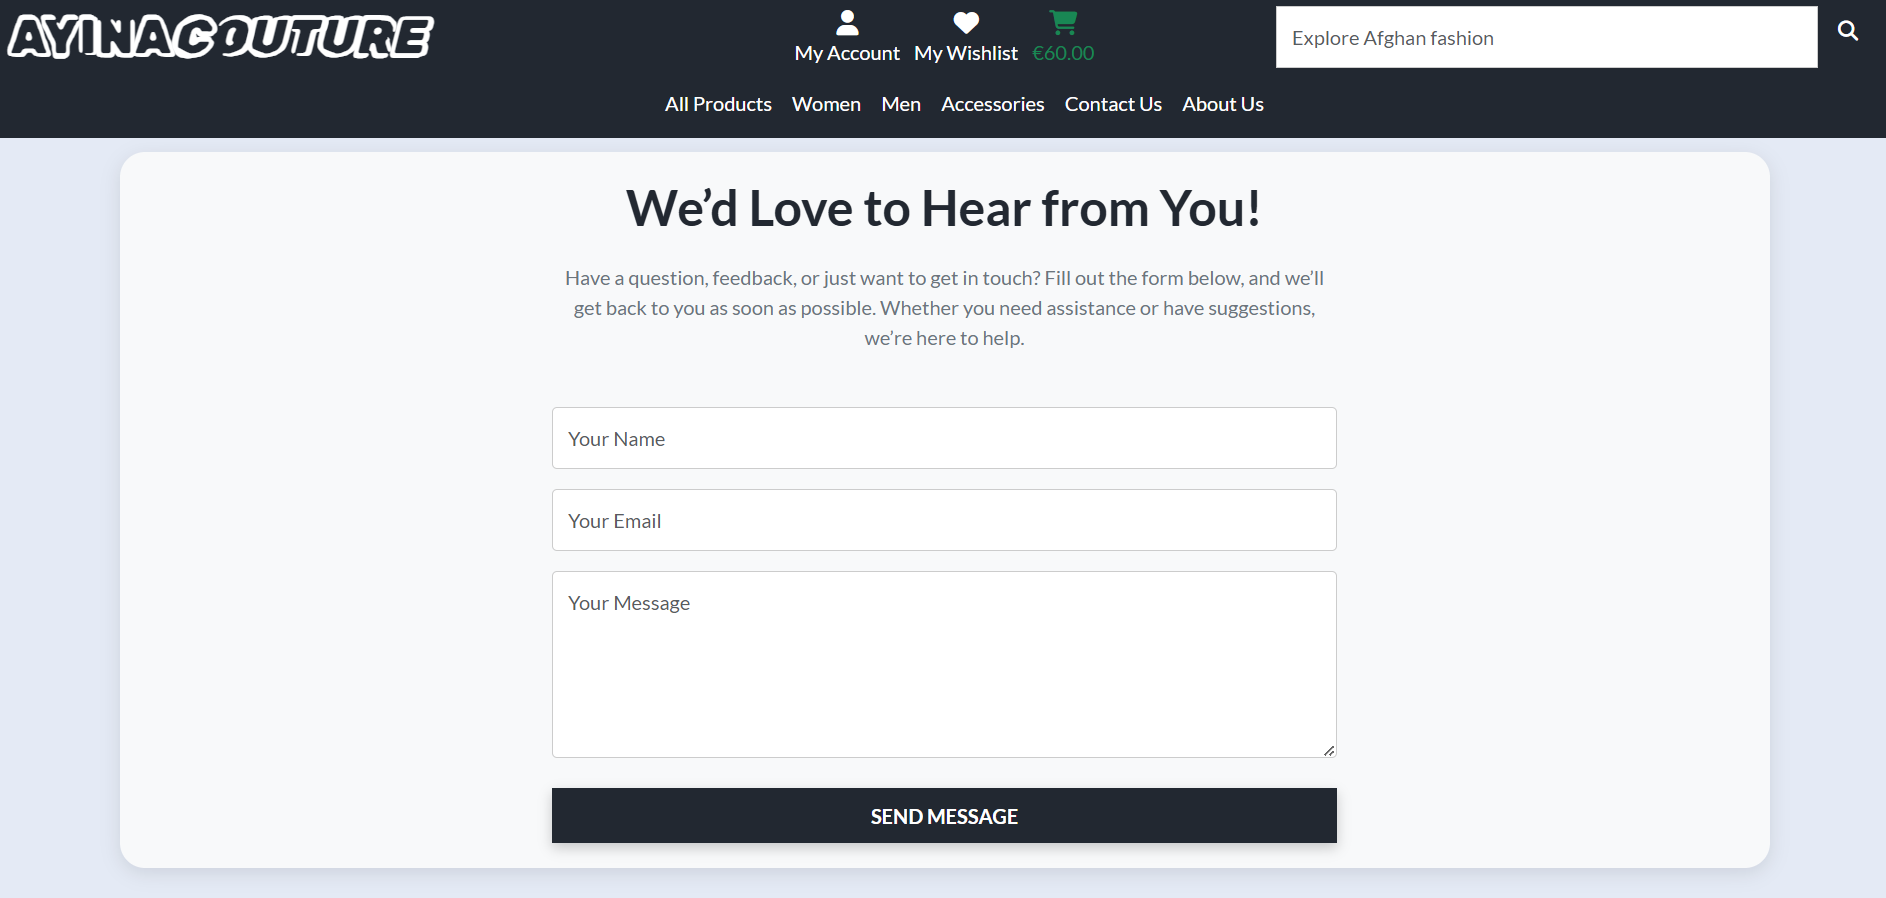 AYINACOUTURE
My Account My Wishlist €60.00
Explore Afghan fashion
All Products Women Men Accessories Contact Us About Us
We’d Love to Hear from You!
Have a question, feedback, or just want to get in touch? Fill out the form below, and we’ll
get back to you as soon as possible. Whether you need assistance or have suggestions,
we’re here to help.
Your Name
Your Email
Your Message
SEND MESSAGE